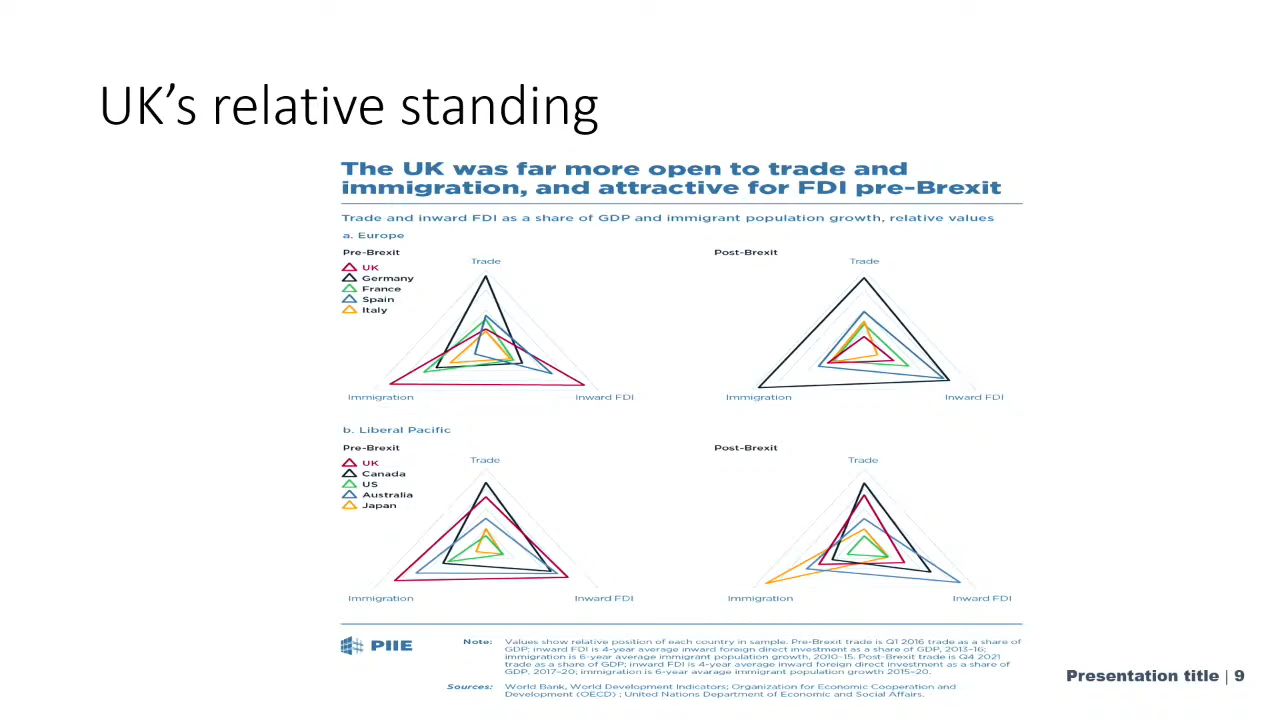 UK’s relative standing
The UK was far more open to trade and
immigration, and attractive for FDI pre-Brexit
Trade and inward FDI as a share of GDP and immigrant population growth, relative values
a. Europe
Pre-Brexit
UK
Germany
France
Spain
Italy
Trade
Immigration
Inward FDI
Post-Brexit
Trade
Immigration
Inward FDI
b. Liberal Pacific
Pre-Brexit
UK
Canada
US
Australia
Japan
Trade
Immigration
Inward FDI
Post-Brexit
Trade
Immigration
Inward FDI
PIIE
Note: Values show relative position of each country in sample. Pre-Brexit trade is Q1 2016 trade as a share of
GDP; inward FDI is 4-year average inward foreign direct investment as a share of GDP, 2013-16;
immigration is 6-year average immigrant population growth, 2010-15. Post-Brexit trade is Q4 2021
trade as a share of GDP; inward FDI is 4-year average inward foreign direct investment as a share of
GDP, 2017-20; immigration is 6-year avarage immigrant population growth 2015-20.
Sources: World Bank, World Development Indicators; Organization for Economic Cooperation and
Development (OECD) ; United Nations Department of Economic and Social Affairs.
Presentation title | 9